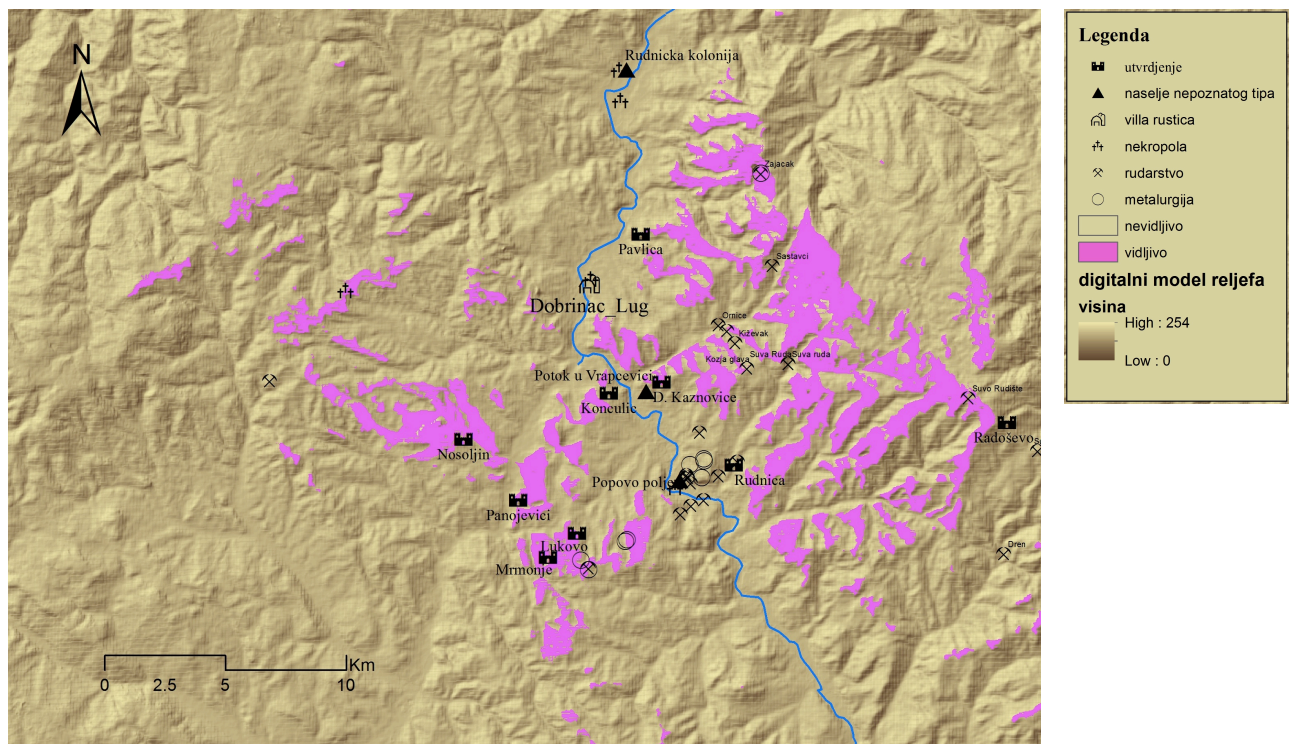 N
Rudnicka kolonija
Zajacak
Pavlica
Sastavci
Dobrinac_Lug
Ornice
Kiževak
Kozja glava
Suva Ruda
Suva ruda
Potok u Vrapcevici
D. Kaznovice
Konculic
Suvo Rudište
Radoševo
Nosoljin
Rudnica
Popovo polje
Panojevici
Lukovo
Dren
Mrmonje
Km
0 2.5 5 10
Legenda
utvrdjenje
naselje nepoznatog tipa
villa rustica
nekropola
rudarstvo
metalurgija
nevidljivo
vidljivo
digitalni model reljefa
visina
High : 254
Low : 0